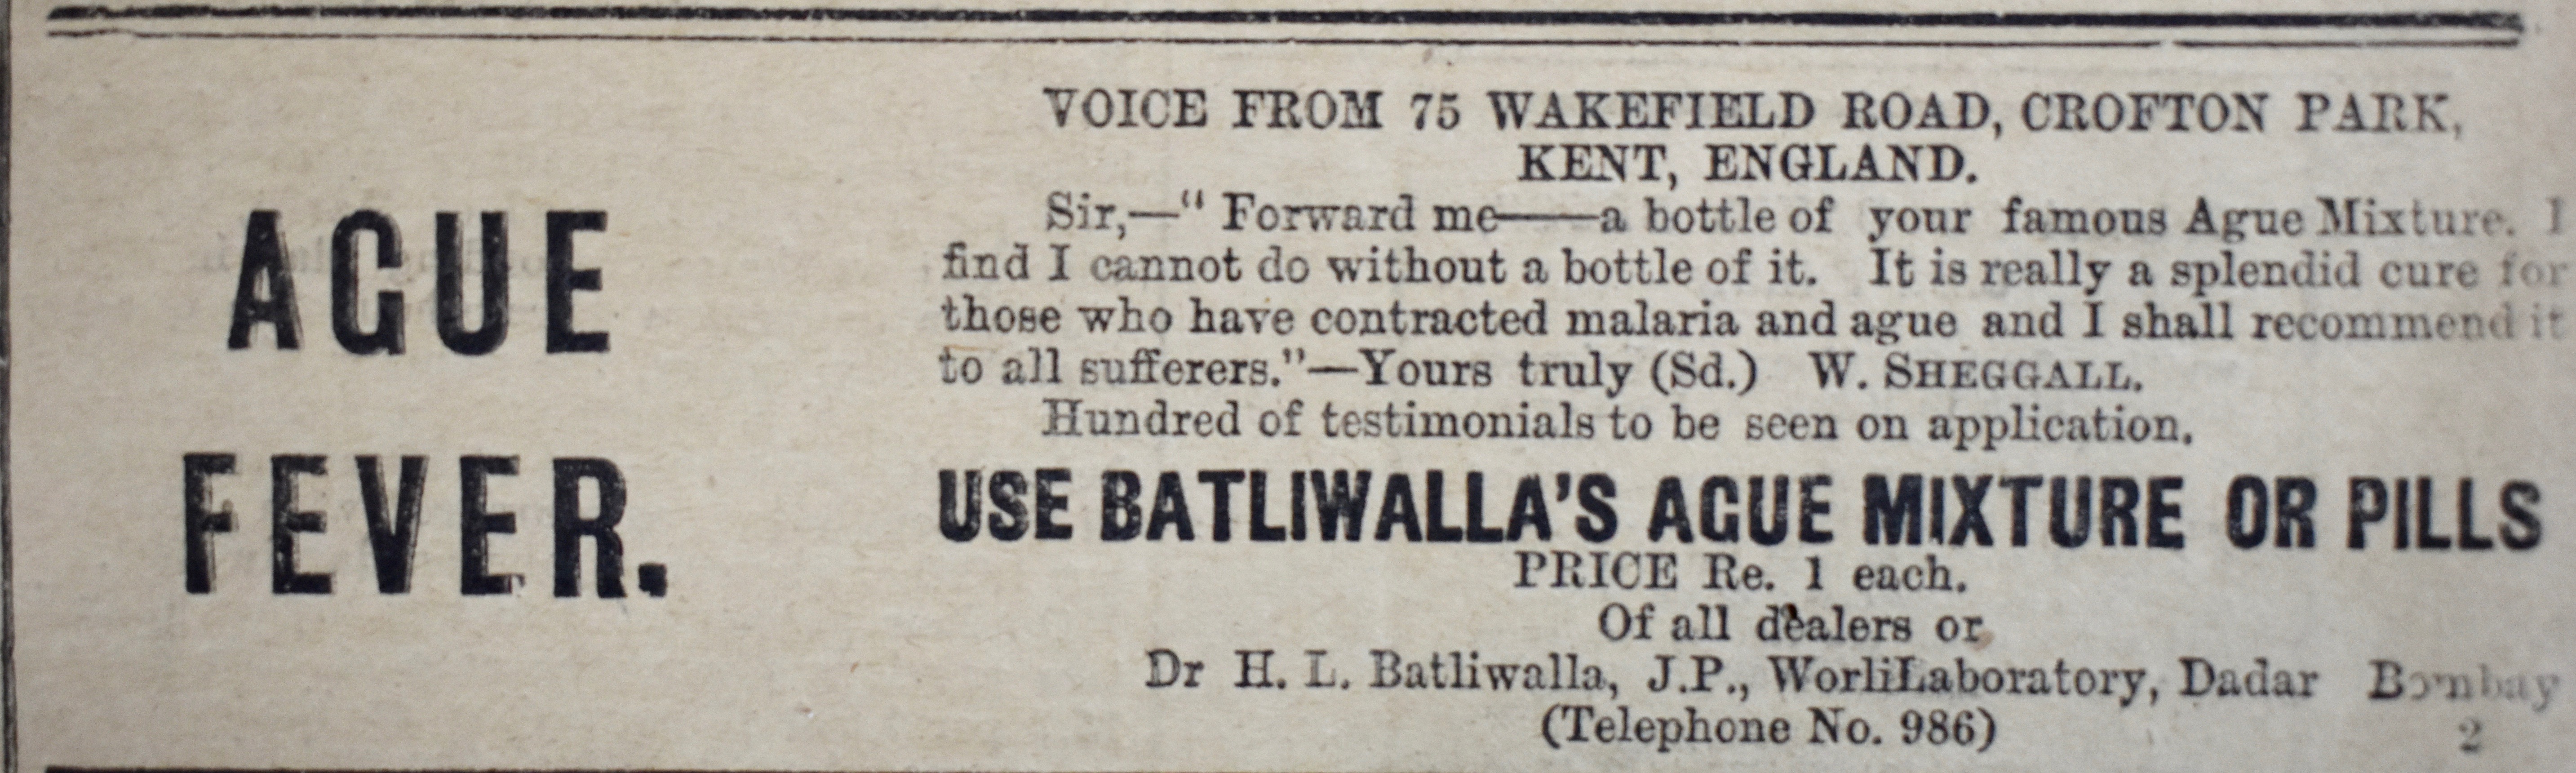 AGUE
FEVER.
VOICE FROM 75 WAKEFIELD ROAD, CROFTON PARK,
KENT, ENGLAND.
Sir,—“ Forward me——a bottle of your famous Ague Mixture. I
find I cannot do without a bottle of it. It is really a splendid cure for
those who have contracted malaria and ague and I shall recommend it
to all sufferers.”—Yours truly (Sd.) W. SHEGGALL.
Hundred of testimonials to be seen on application.
USE BATLIWALLA'S AGUE MIXTURE OR PILLS
PRICE Re. 1 each.
Of all dealers or
Dr H. L. Batliwalla, J.P., WorliLaboratory, Dadar Bombay
(Telephone No. 986)
2